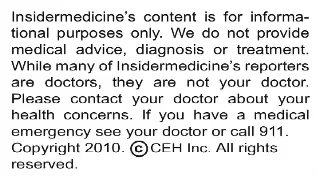 Insidermedicine's content is for informa-
tional purposes only. We do not provide
medical advice, diagnosis or treatment.
While many of Insidermedicine's reporters
are doctors, they are not your doctor.
Please contact your doctor about your
health concerns. If you have a medical
emergency see your doctor or call 911.
Copyright 2010. ©CEH Inc. All rights
reserved.